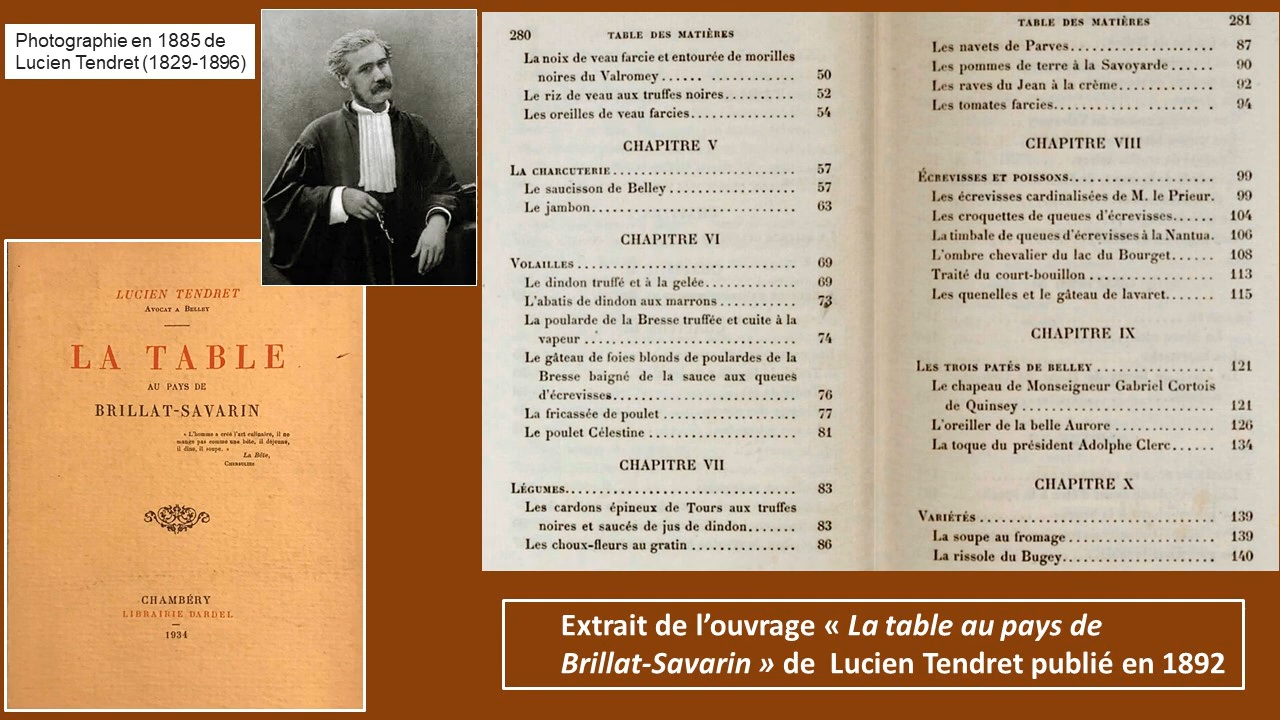 Photographie en 1885 de
Lucien Tendret (1829-1896)
LUCIEN TENDRET
AVOCAT A BELLEY
LA TABLE
AU PAYS DE
BRILLAT-SAVARIN
« L'homme a créé l'art culinaire, il ne
mange pas comme une bête, il déjeune,
il dîne, il soupe. »
La Bête,
CHERBULIEZ
CHAMBÉRY
LIBRAIRIE DARDEL
1934
280 TABLE DES MATIÈRES
La noix de veau farcie et entourée de morilles
noires du Valromey ...... ............ 50
Le riz de veau aux truffes noires.......... 52
Les oreilles de veau farcies............... 54
CHAPITRE V
LA CHARCUTERIE........................ 57
Le saucisson de Belley .................. 57
Le jambon............................. 63
CHAPITRE VI
VOLAILLES ............................ 69
Le dindon truffé et à la gelée............. 69
L'abatis de dindon aux marrons .......... 73
La poularde de la Bresse truffée et cuite à la
vapeur .............................. 74
Le gâteau de foies blonds de poulardes de la
Bresse baigné de la sauce aux queues
d'écrevisses.......................... 76
La fricassée de poulet .................. 77
Le poulet Célestine .................... 81
CHAPITRE VII
LÉGUMES.............................. 83
Les cardons épineux de Tours aux truffes
noires et saucés de jus de dindon....... 83
Les choux-fleurs au gratin ............... 86
TABLE DES MATIÈRES 281
Les navets de Parves.................... 87
Les pommes de terre à la Savoyarde...... 90
Les raves du Jean à la crème............. 92
Les tomates farcies..... ......... ....... . 94
CHAPITRE VIII
ÉCREVISSES ET POISSONS.................. 99
Les écrevisses cardinalisées de M. le Prieur. 99
Les croquettes de queues d'écrevisses...... 104
La timbale de queues d'écrevisses à la Nantua. 106
L'ombre chevalier du lac du Bourget...... 108
Traité du court-bouillon ................. 113
Les quenelles et le gâteau de lavaret....... 115
CHAPITRE IX
LES TROIS PATÉS DE BELLEY ............... 121
Le chapeau de Monseigneur Gabriel Cortois
de Quinsey .......................... 121
L'oreiller de la belle Aurore .............. 126
La toque du président Adolphe Clerc...... 134
CHAPITRE X
VARIÉTÉS .............................. 139
La soupe au fromage.................... 139
La rissole du Bugey..................... 140
Extrait de l'ouvrage « La table au pays de
Brillat-Savarin » de Lucien Tendret publié en 1892